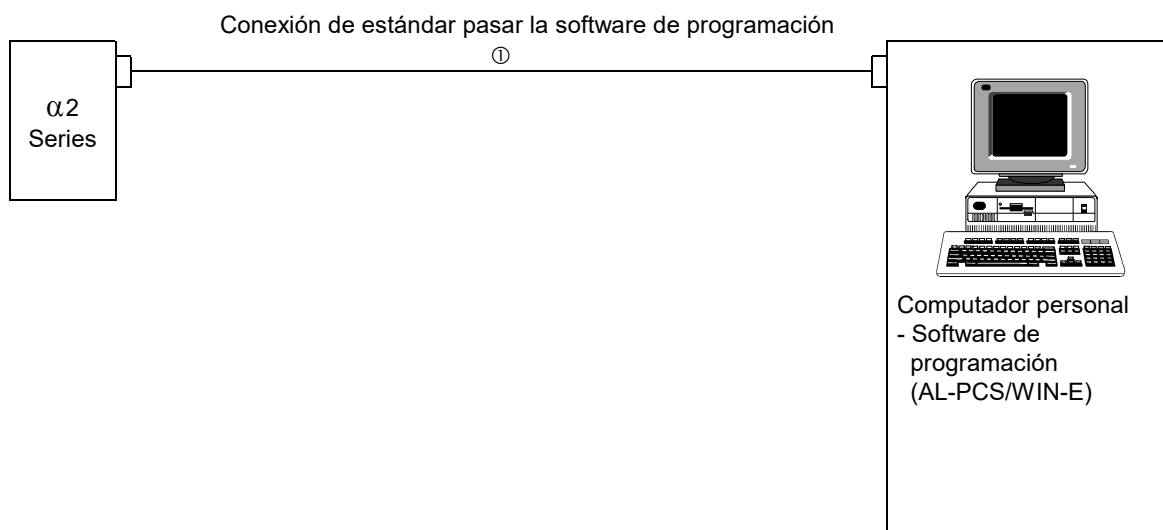 Conexión de estándar pasar la software de programación
①
α2
Series
Computador personal
- Software de
programación
(AL-PCS/WIN-E)